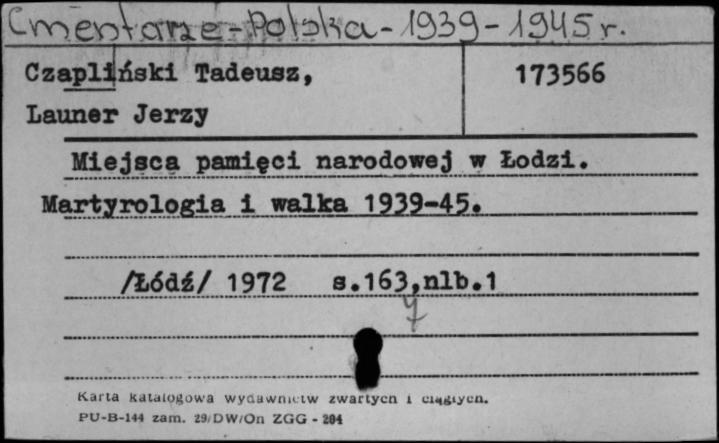 Cmentarze-Polska-1939-1945r.
Czapliński Tadeusz, 173566
Launer Jerzy
Miejsca pamięci narodowej w Łodzi.
Martyrologia i walka 1939-45.
/Łódź/ 1972 s.163,nlb.1
Karta katalogowa wydawnictw zwartych i ciągłych.
PU-B-144 zam. 29/DW/On ZGG - 204